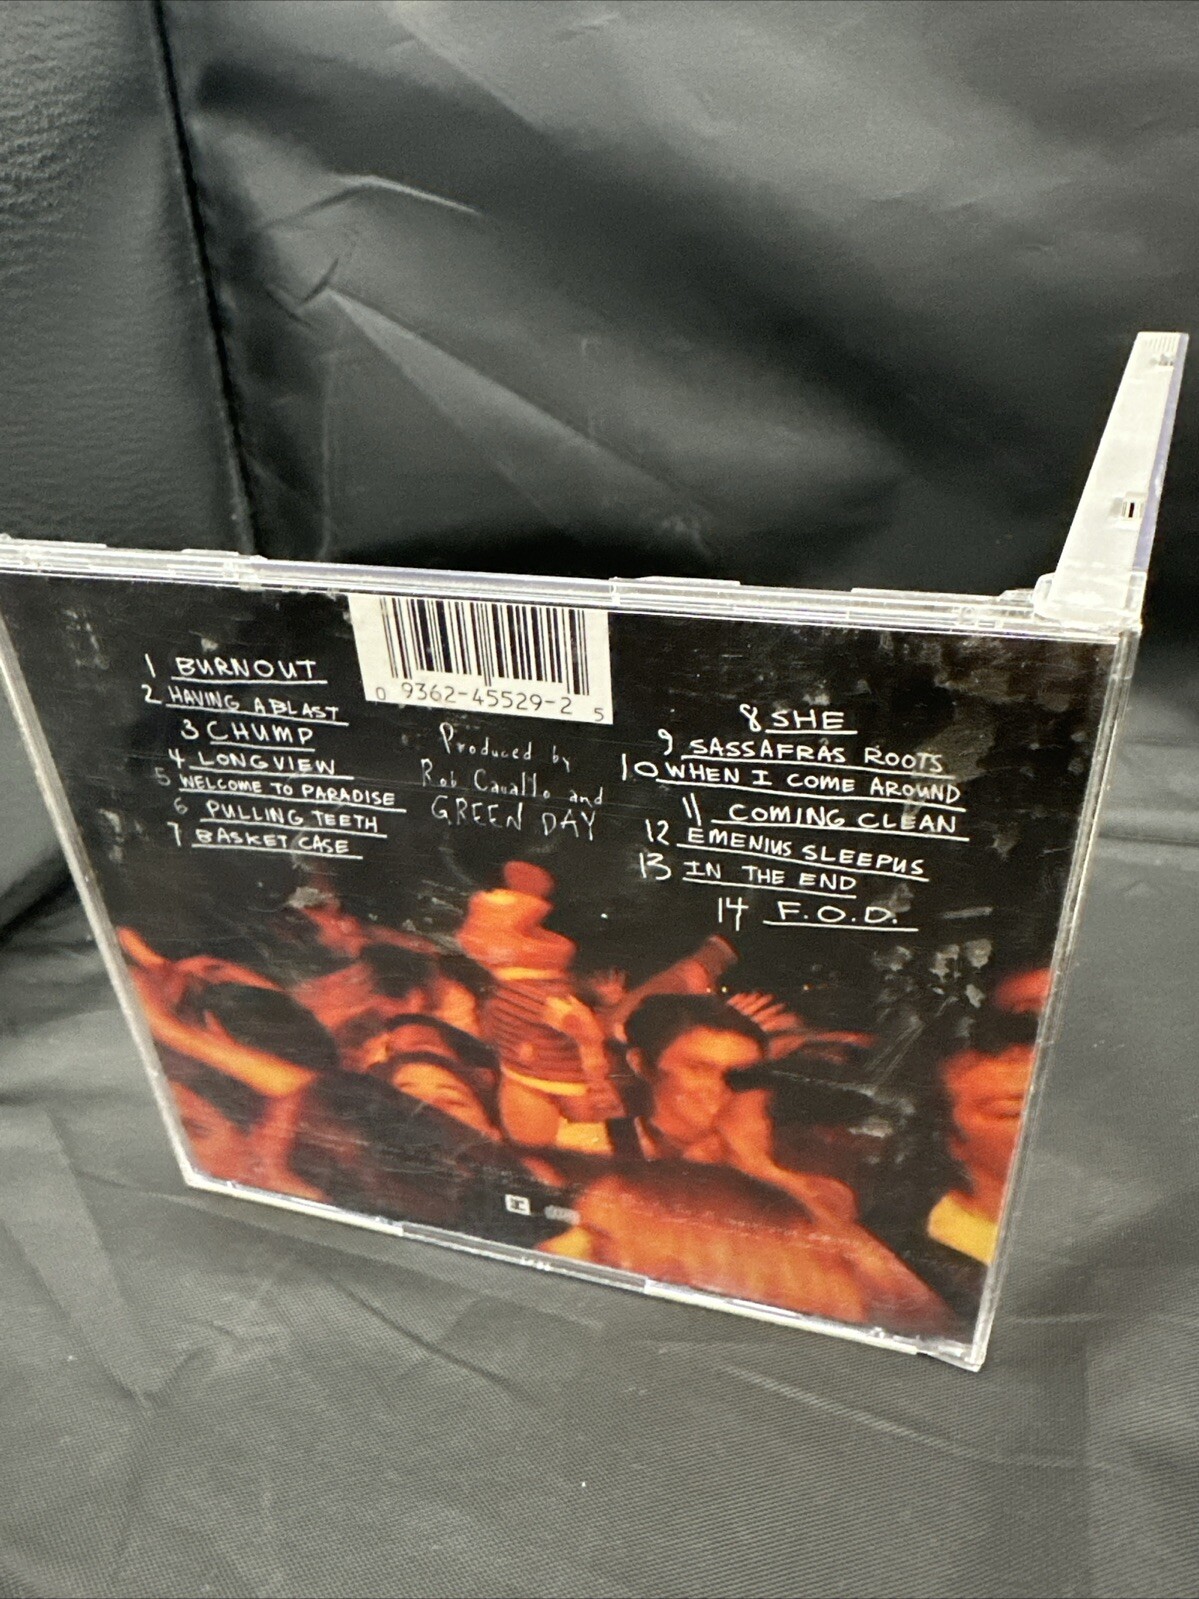 0 9362-45529-2 5
1 BURNOUT
2 HAVING A BLAST
3 CHUMP
4 LONGVIEW
5 WELCOME TO PARADISE
6 PULLING TEETH
7 BASKET CASE
Produced by
Rob Cavallo and
GREEN DAY
8 SHE
9 SASSAFRAS ROOTS
10 WHEN I COME AROUND
11 COMING CLEAN
12 EMENIUS SLEEPUS
13 IN THE END
14 F.O.D.